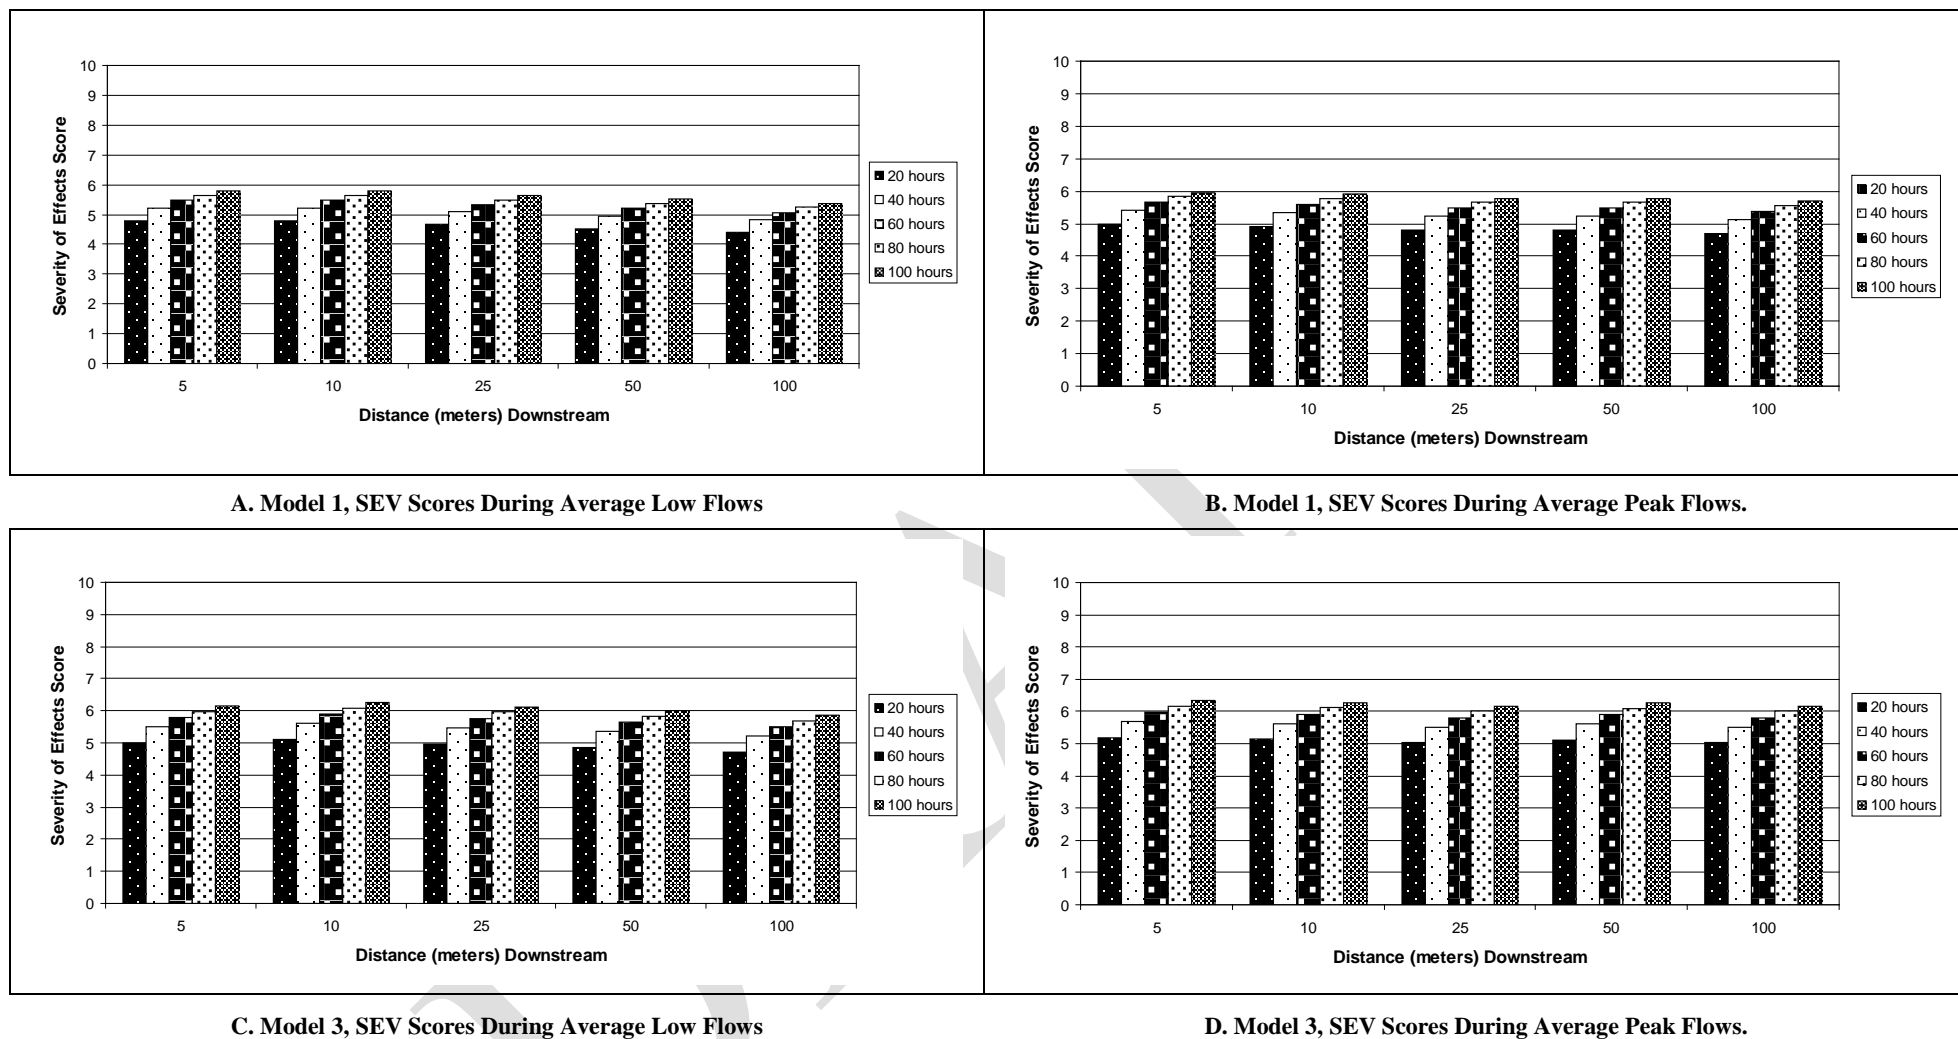 10
9
8
7
6
5
4
3
2
1
0
Severity of Effects Score
5 10 25 50 100
Distance (meters) Downstream
20 hours
40 hours
60 hours
80 hours
100 hours
A. Model 1, SEV Scores During Average Low Flows
10
9
8
7
6
5
4
3
2
1
0
Severity of Effects Score
5 10 25 50 100
Distance (meters) Downstream
20 hours
40 hours
60 hours
80 hours
100 hours
B. Model 1, SEV Scores During Average Peak Flows.
10
9
8
7
6
5
4
3
2
1
0
Severity of Effects Score
5 10 25 50 100
Distance (meters) Downstream
20 hours
40 hours
60 hours
80 hours
100 hours
C. Model 3, SEV Scores During Average Low Flows
10
9
8
7
6
5
4
3
2
1
0
Severity of Effects Score
5 10 25 50 100
Distance (meters) Downstream
20 hours
40 hours
60 hours
80 hours
100 hours
D. Model 3, SEV Scores During Average Peak Flows.